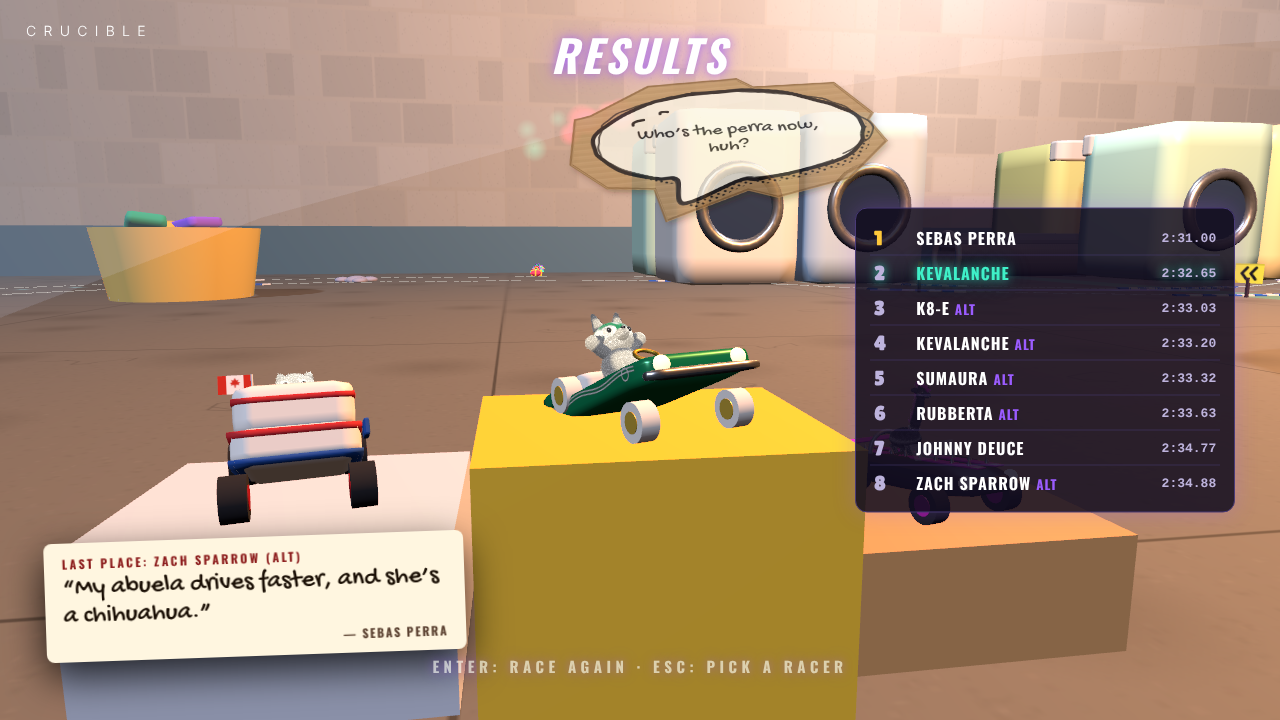 CRUCIBLE
RESULTS
Who's the perra now,
huh?
1 SEBAS PERRA 2:31.00
2 KEVALANCHE 2:32.65
3 K8-E ALT 2:33.03
4 KEVALANCHE ALT 2:33.20
5 SUMAURA ALT 2:33.32
6 RUBBERTA ALT 2:33.63
7 JOHNNY DEUCE 2:34.77
8 ZACH SPARROW ALT 2:34.88
LAST PLACE: ZACH SPARROW (ALT)
“My abuela drives faster, and she’s
a chihuahua.”
— SEBAS PERRA
ENTER: RACE AGAIN · ESC: PICK A RACER